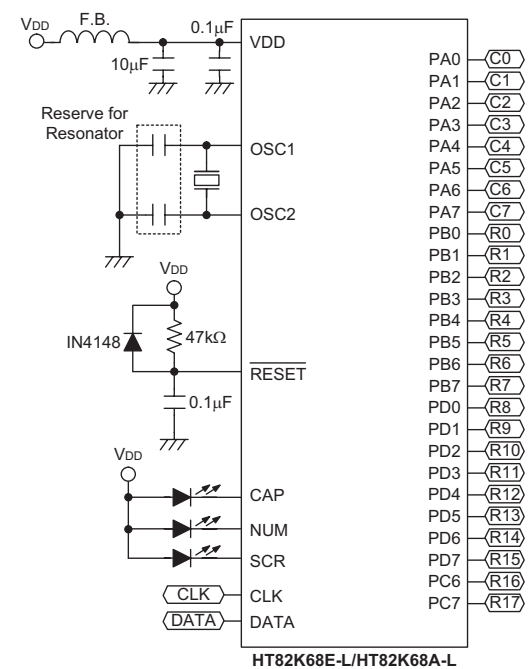 VDD F.B. 0.1µF VDD
10µF
Reserve for
Resonator
OSC1
OSC2
VDD
IN4148 47kΩ
RESET
0.1µF
VDD
CAP
NUM
SCR
CLK CLK
DATA DATA
PA0 C0
PA1 C1
PA2 C2
PA3 C3
PA4 C4
PA5 C5
PA6 C6
PA7 C7
PB0 R0
PB1 R1
PB2 R2
PB3 R3
PB4 R4
PB5 R5
PB6 R6
PB7 R7
PD0 R8
PD1 R9
PD2 R10
PD3 R11
PD4 R12
PD5 R13
PD6 R14
PD7 R15
PC6 R16
PC7 R17
HT82K68E-L/HT82K68A-L